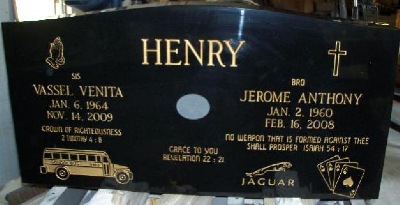 HENRY
SIS
VASSEL VENITA
JAN. 6, 1964
NOV. 14, 2009
CROWN OF RIGHTEOUSNESS
2 TIMOTHY 4 : 8
BRO
JEROME ANTHONY
JAN. 2, 1960
FEB. 16, 2008
NO WEAPON THAT IS FORMED AGAINST THEE
SHALL PROSPER ISAIAH 54 : 17
GRACE TO YOU
REVELATION 22 : 21
JAGUAR